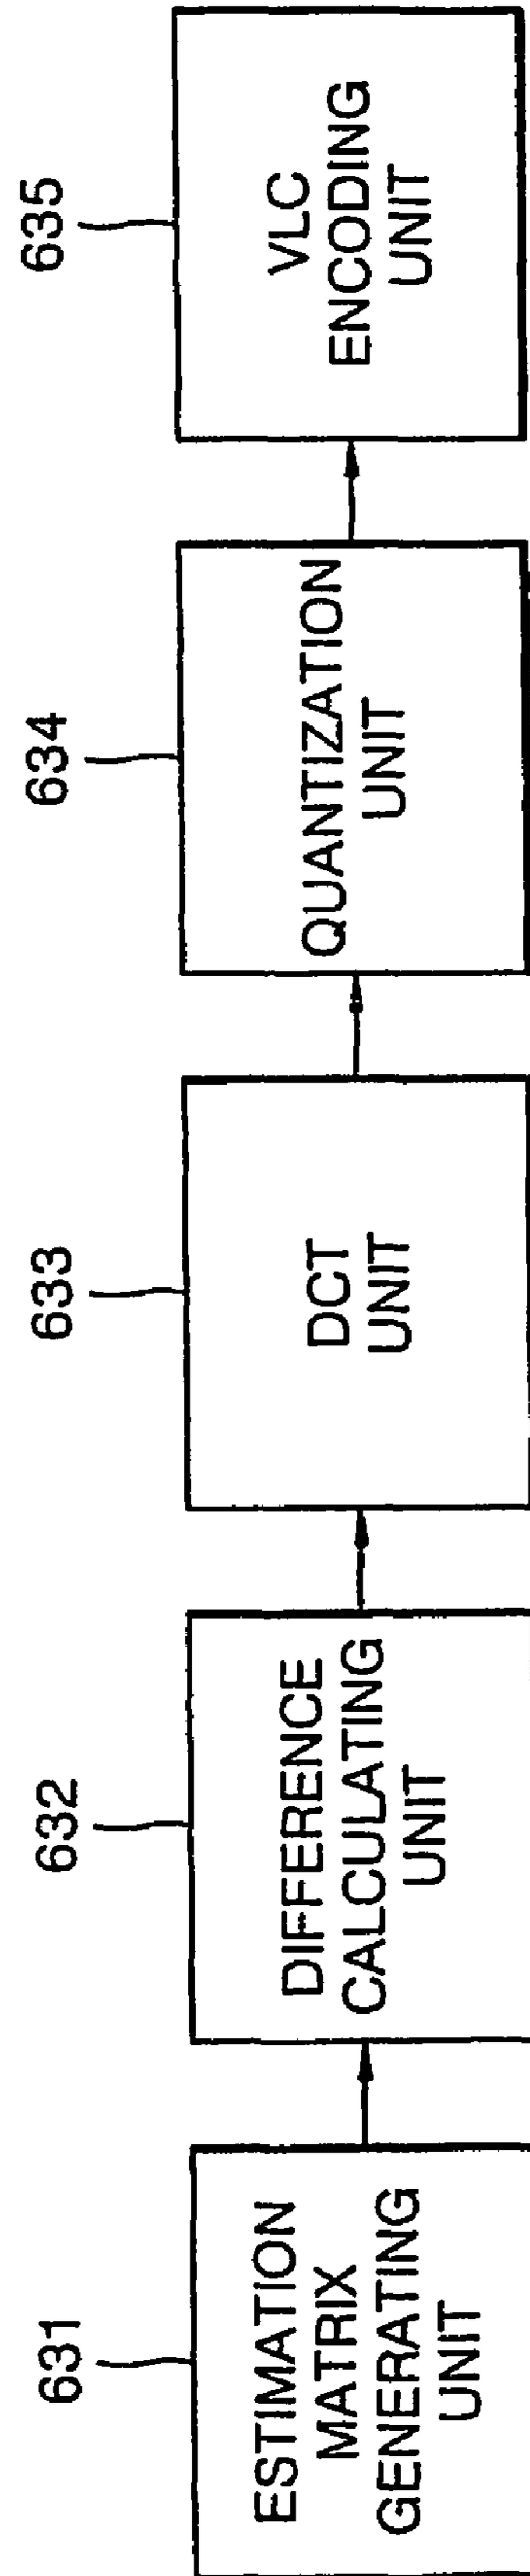 631
ESTIMATION
MATRIX
GENERATING
UNIT
632
DIFFERENCE
CALCULATING
UNIT
633
DCT
UNIT
634
QUANTIZATION
UNIT
635
VLC
ENCODING
UNIT